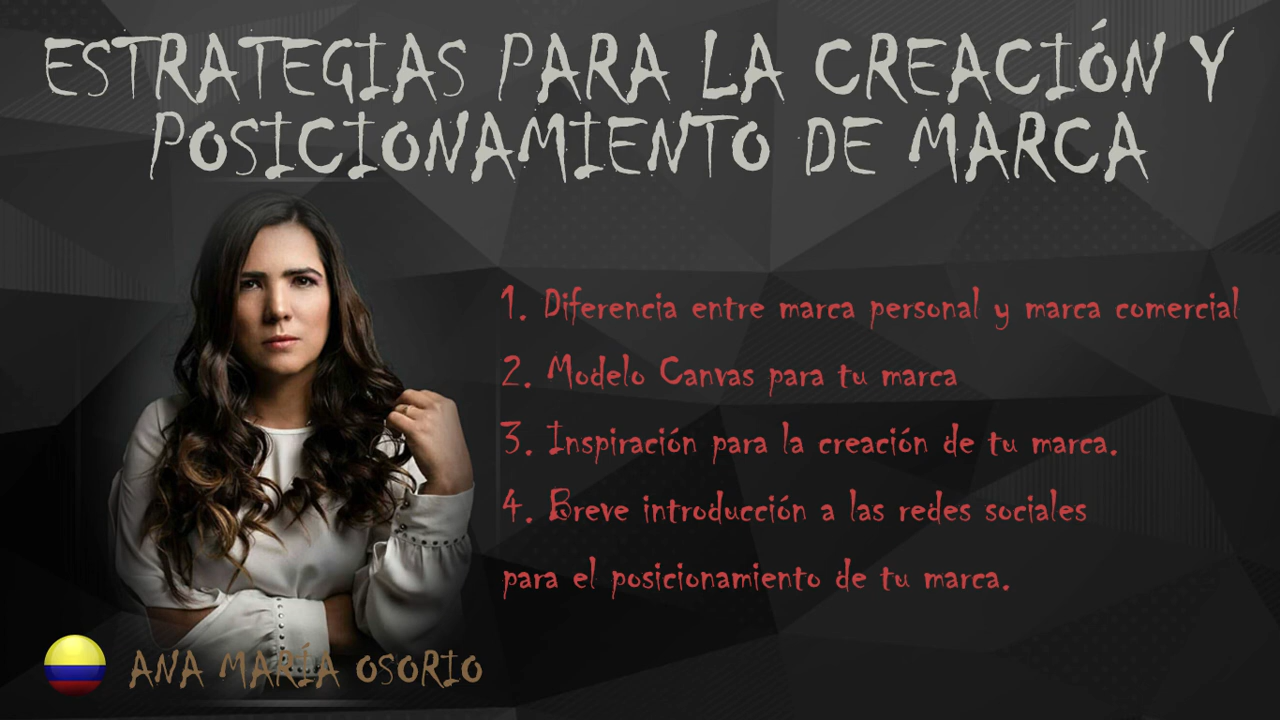 ESTRATEGIAS PARA LA CREACIÓN Y
POSICIONAMIENTO DE MARCA
1. Diferencia entre marca personal y marca comercial
2. Modelo Canvas para tu marca
3. Inspiración para la creación de tu marca.
4. Breve introducción a las redes sociales
para el posicionamiento de tu marca.
ANA MARÍA OSORIO